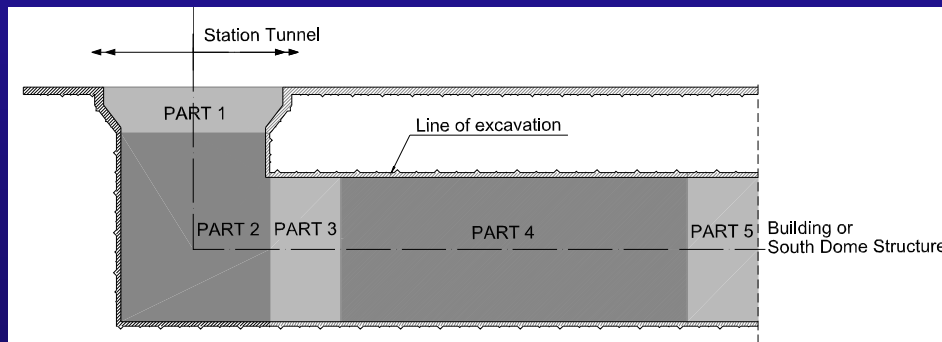 Station Tunnel
PART 1
Line of excavation
PART 2
PART 3
PART 4
PART 5
Building or
South Dome Structure